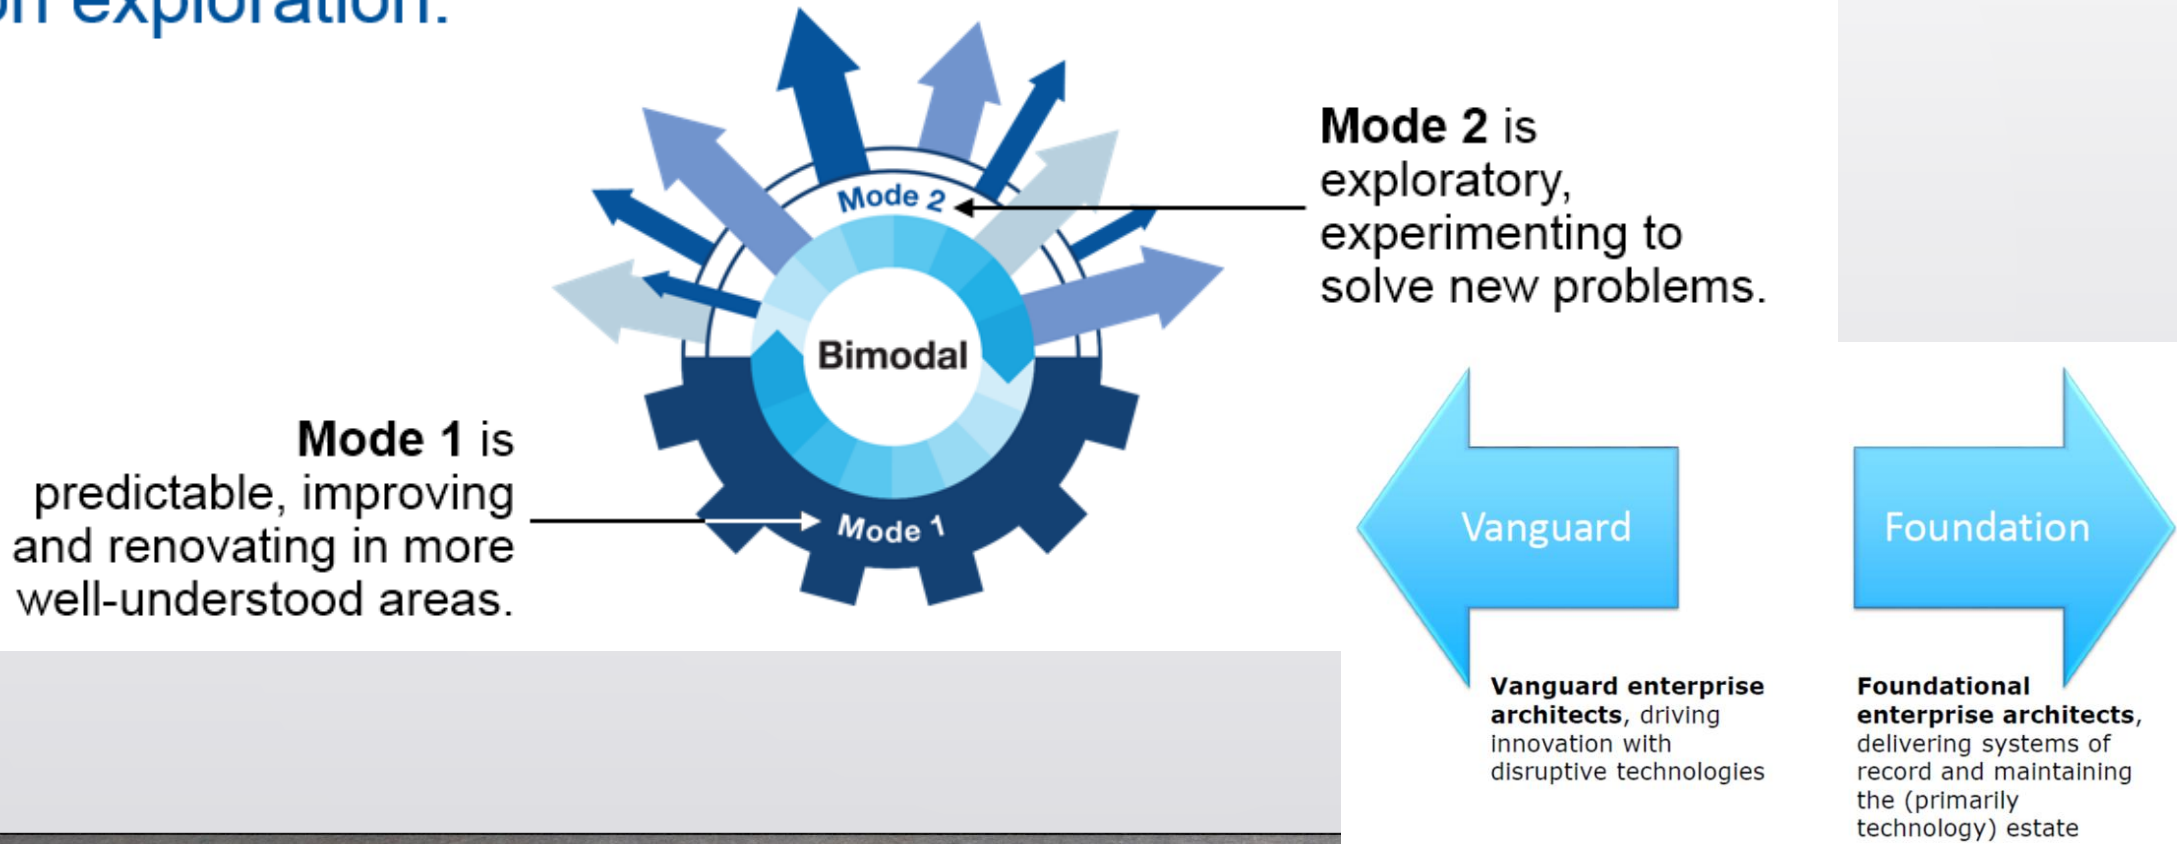 on exploration.
Mode 2 is
exploratory,
experimenting to
solve new problems.
Mode 2
Bimodal
Mode 1 is
predictable, improving
and renovating in more
well-understood areas.
Mode 1
Vanguard
Foundation
Vanguard enterprise
architects, driving
innovation with
disruptive technologies
Foundational
enterprise architects,
delivering systems of
record and maintaining
the (primarily
technology) estate